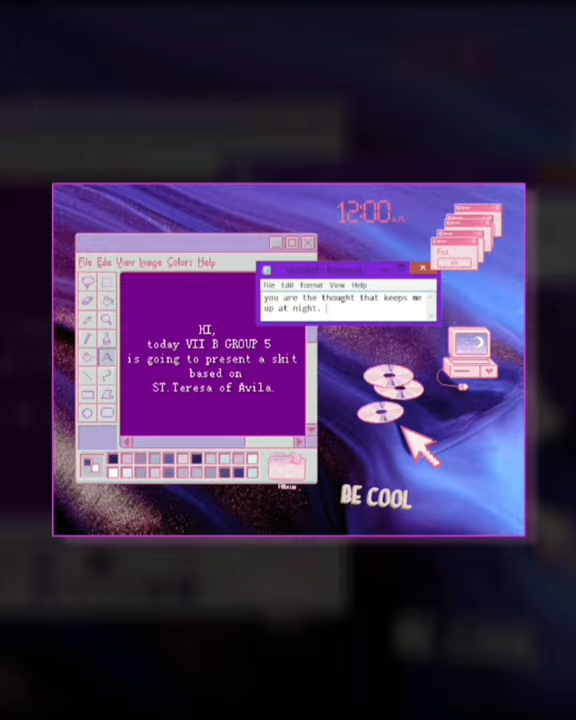 12:00 A.M.
File Edit View Image Colors Help
File Edit Format View Help
you are the thought that keeps me
up at night.
HI,
today VII B GROUP 5
is going to present a skit
based on
ST.Teresa of Avila.
BE COOL